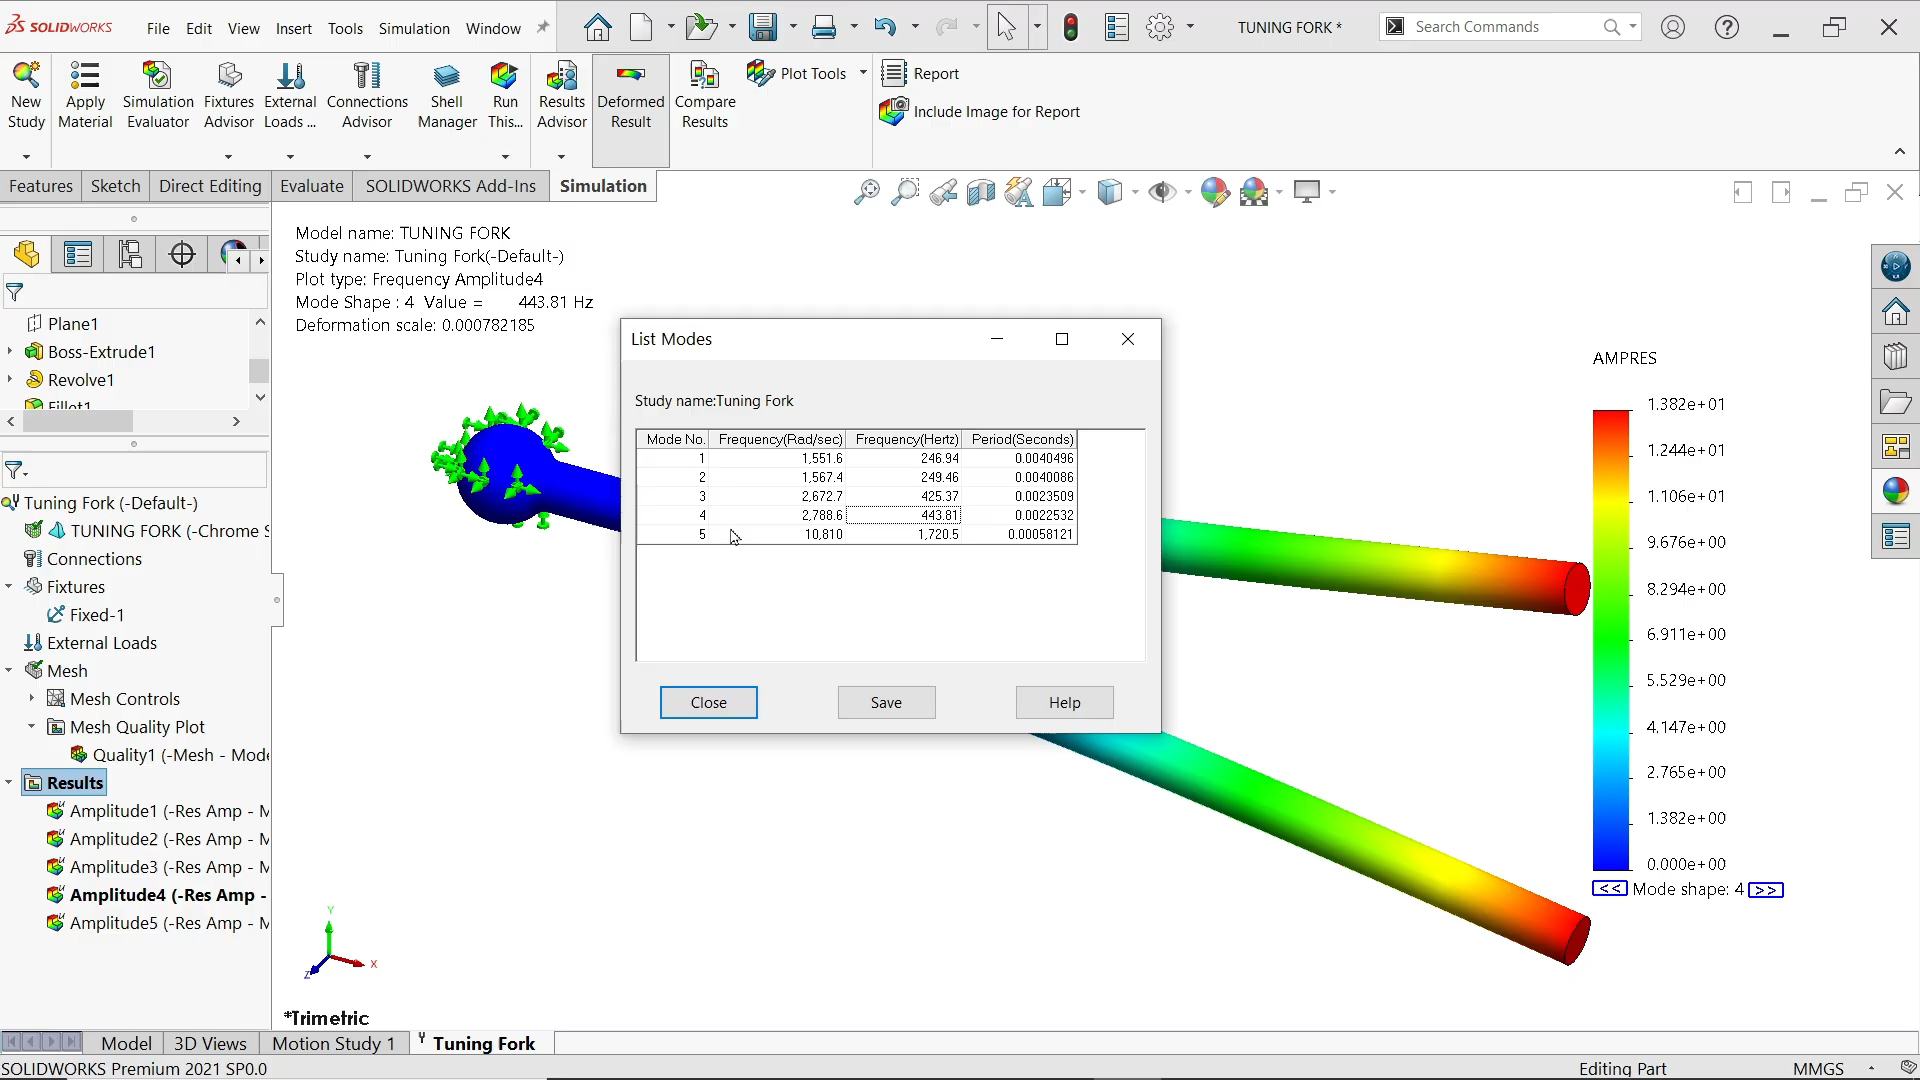 SOLIDWORKS File Edit View Insert Tools Simulation Window TUNING FORK * Search Commands
New Study
Apply Material
Simulation Evaluator
Fixtures Advisor
External Loads ...
Connections Advisor
Shell Manager
Run This...
Results Advisor
Deformed Result
Compare Results
Plot Tools
Report
Include Image for Report
Features Sketch Direct Editing Evaluate SOLIDWORKS Add-Ins Simulation
Plane1
Boss-Extrude1
Revolve1
Fillet1
Tuning Fork (-Default-)
TUNING FORK (-Chrome S
Connections
Fixtures
Fixed-1
External Loads
Mesh
Mesh Controls
Mesh Quality Plot
Quality1 (-Mesh - Mode
Results
Amplitude1 (-Res Amp - M
Amplitude2 (-Res Amp - M
Amplitude3 (-Res Amp - M
Amplitude4 (-Res Amp -
Amplitude5 (-Res Amp - M
Model name: TUNING FORK
Study name: Tuning Fork(-Default-)
Plot type: Frequency Amplitude4
Mode Shape : 4 Value = 443.81 Hz
Deformation scale: 0.000782185
List Modes
Study name:Tuning Fork
Mode No. Frequency(Rad/sec) Frequency(Hertz) Period(Seconds)
1 1,551.6 246.94 0.0040496
2 1,567.4 249.46 0.0040086
3 2,672.7 425.37 0.0023509
4 2,788.6 443.81 0.0022532
5 10,810 1,720.5 0.00058121
Close Save Help
AMPRES
1.382e+01
1.244e+01
1.106e+01
9.676e+00
8.294e+00
6.911e+00
5.529e+00
4.147e+00
2.765e+00
1.382e+00
0.000e+00
<< Mode shape: 4 >>
Y
X
Z
*Trimetric
Model 3D Views Motion Study 1 Tuning Fork
SOLIDWORKS Premium 2021 SP0.0 Editing Part MMGS